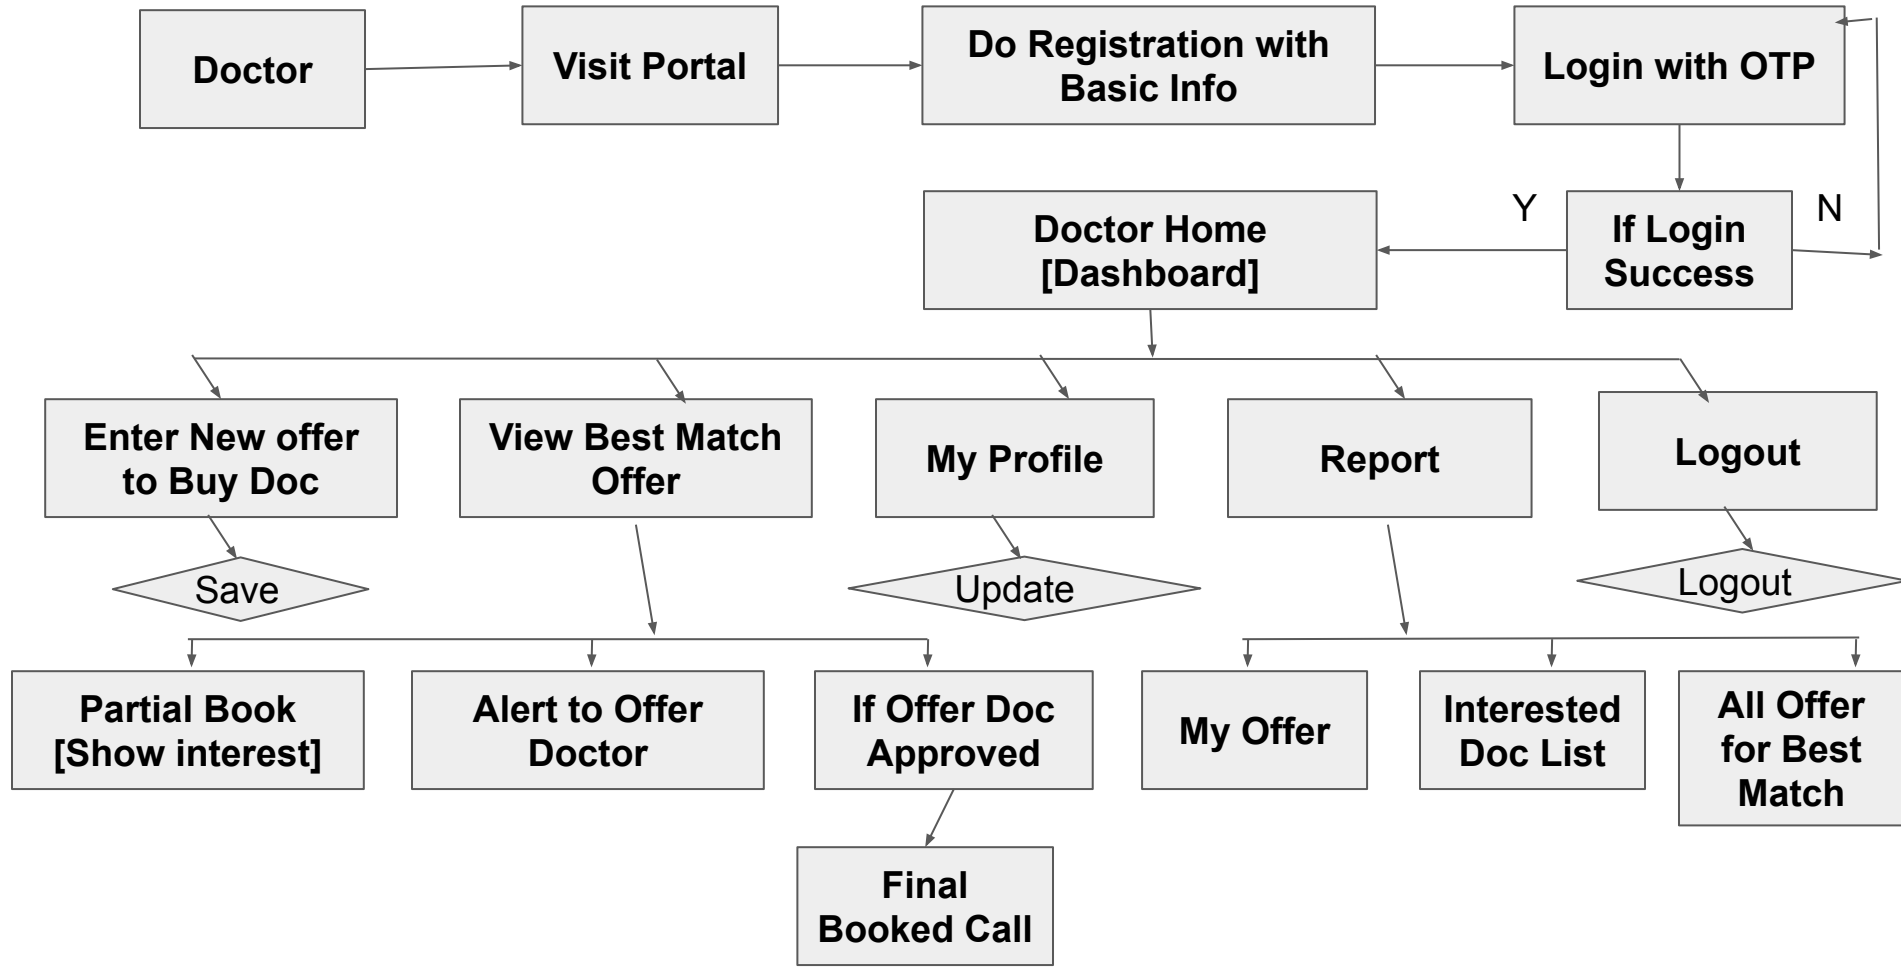 Doctor
Visit Portal
Do Registration with
Basic Info
Login with OTP
Doctor Home
[Dashboard]
Y
If Login
Success
N
Enter New offer
to Buy Doc
View Best Match
Offer
My Profile
Report
Logout
Save
Update
Logout
Partial Book
[Show interest]
Alert to Offer
Doctor
If Offer Doc
Approved
My Offer
Interested
Doc List
All Offer
for Best
Match
Final
Booked Call